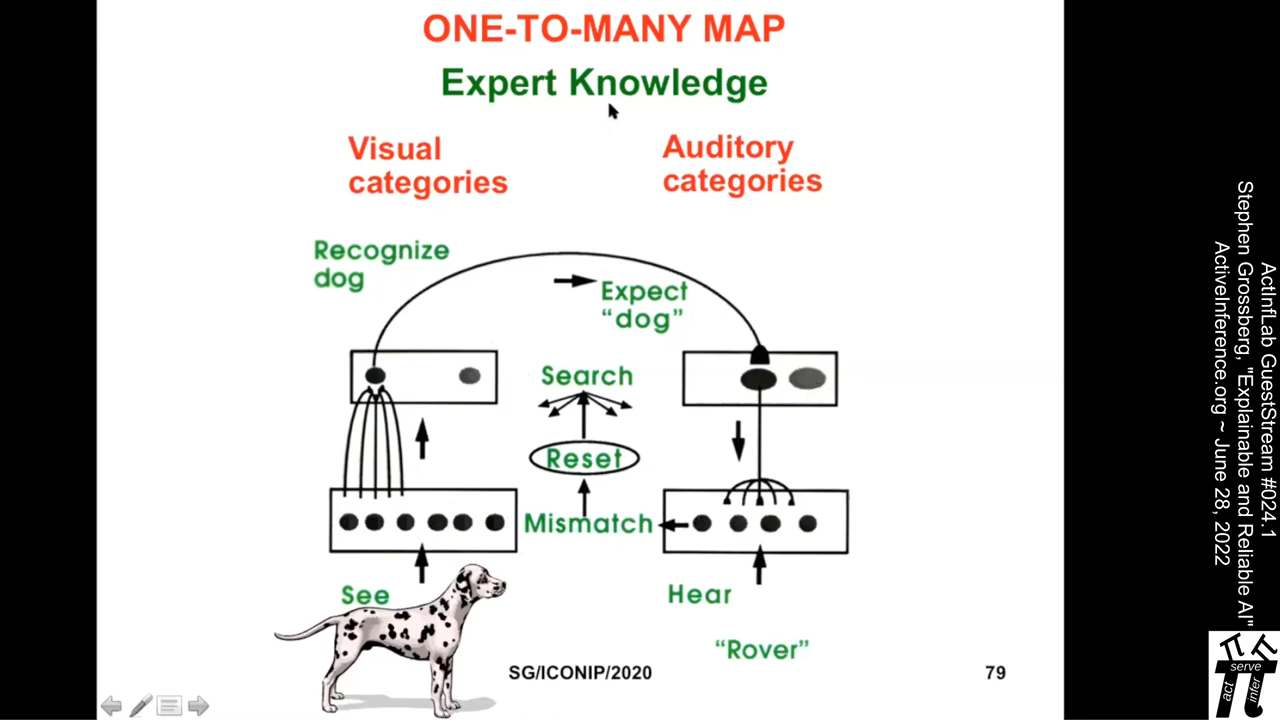 ONE-TO-MANY MAP
Expert Knowledge
Visual
categories
Auditory
categories
Recognize
dog
Expect
“dog”
Search
Reset
Mismatch
See
Hear
“Rover”
SG/ICONIP/2020
79
ActInfLab GuestStream #024.1
Stephen Grossberg, "Explainable and Reliable AI"
ActiveInference.org ~ June 28, 2022
serve
act
infer